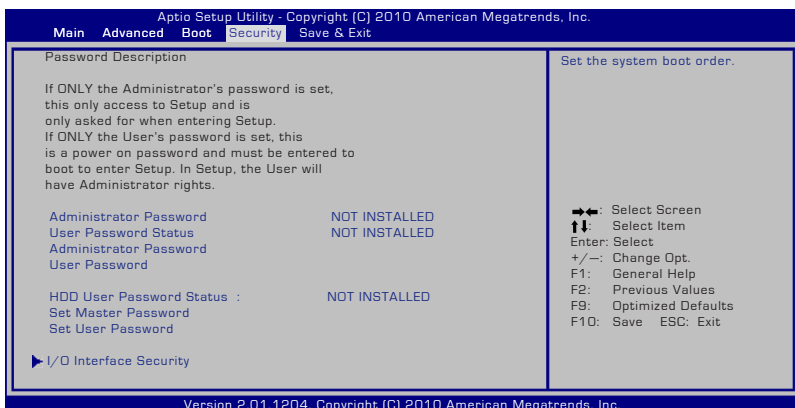 Aptio Setup Utility - Copyright (C) 2010 American Megatrends, Inc.
Main Advanced Boot Security Save & Exit
Password Description
If ONLY the Administrator's password is set,
this only access to Setup and is
only asked for when entering Setup.
If ONLY the User's password is set, this
is a power on password and must be entered to
boot to enter Setup. In Setup, the User will
have Administrator rights.
Administrator Password NOT INSTALLED
User Password Status NOT INSTALLED
Administrator Password
User Password
HDD User Password Status : NOT INSTALLED
Set Master Password
Set User Password
I/O Interface Security
Set the system boot order.
→←: Select Screen
↑↓: Select Item
Enter: Select
+/—: Change Opt.
F1: General Help
F2: Previous Values
F9: Optimized Defaults
F10: Save ESC: Exit
Version 2.01.1204. Copyright (C) 2010 American Megatrends, Inc.